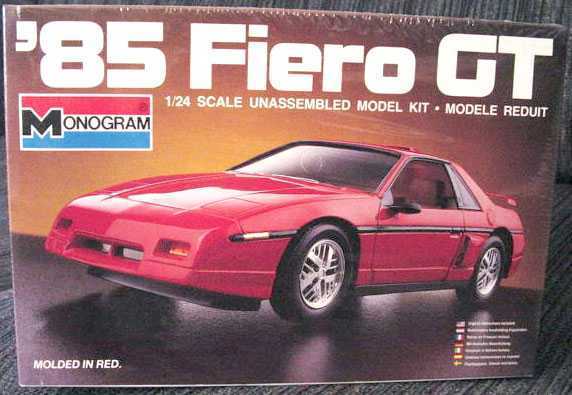 '85 Fiero GT
1/24 SCALE UNASSEMBLED MODEL KIT • MODELE REDUIT
MONOGRAM
®
MOLDED IN RED.